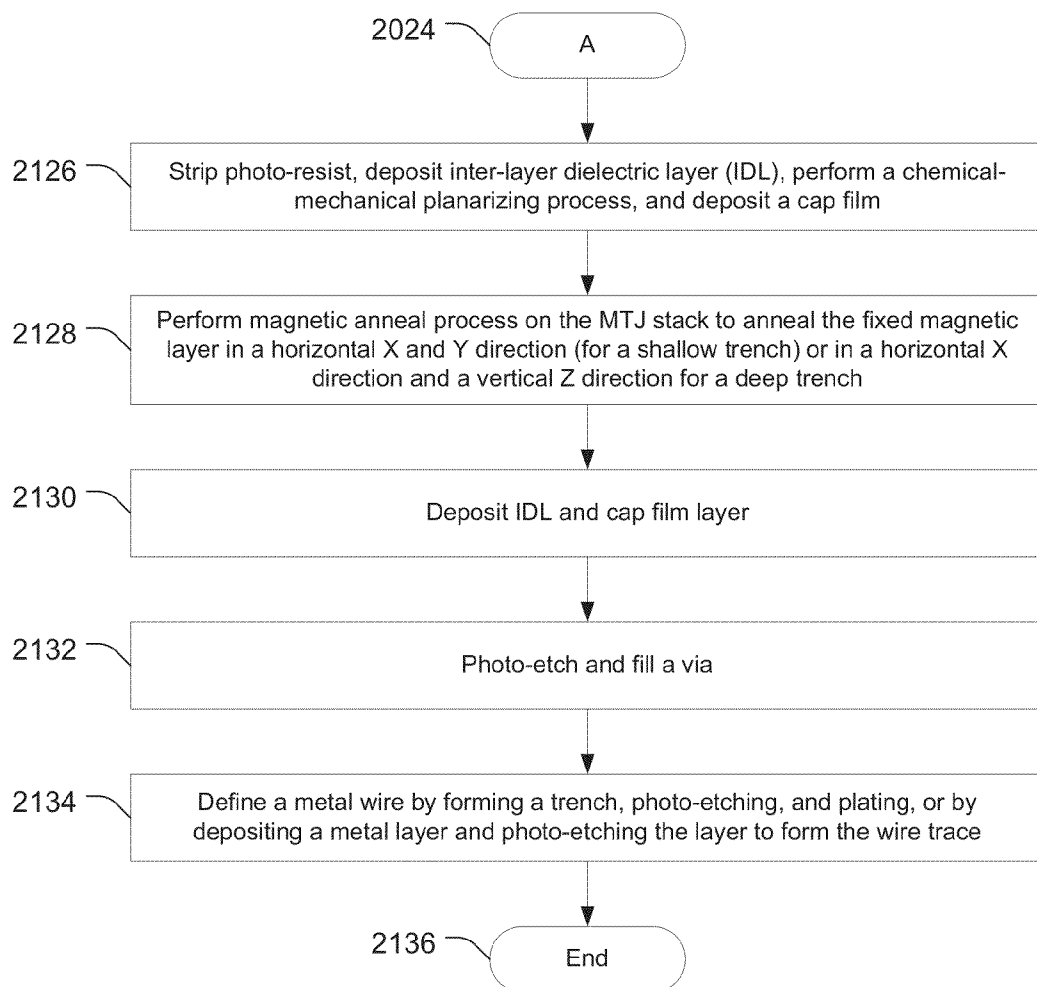 2024
A
2126
Strip photo-resist, deposit inter-layer dielectric layer (IDL), perform a chemical-
mechanical planarizing process, and deposit a cap film
2128
Perform magnetic anneal process on the MTJ stack to anneal the fixed magnetic
layer in a horizontal X and Y direction (for a shallow trench) or in a horizontal X
direction and a vertical Z direction for a deep trench
2130
Deposit IDL and cap film layer
2132
Photo-etch and fill a via
2134
Define a metal wire by forming a trench, photo-etching, and plating, or by
depositing a metal layer and photo-etching the layer to form the wire trace
2136
End